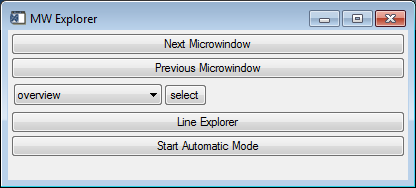 MW Explorer
Next Microwindow
Previous Microwindow
overview select
Line Explorer
Start Automatic Mode